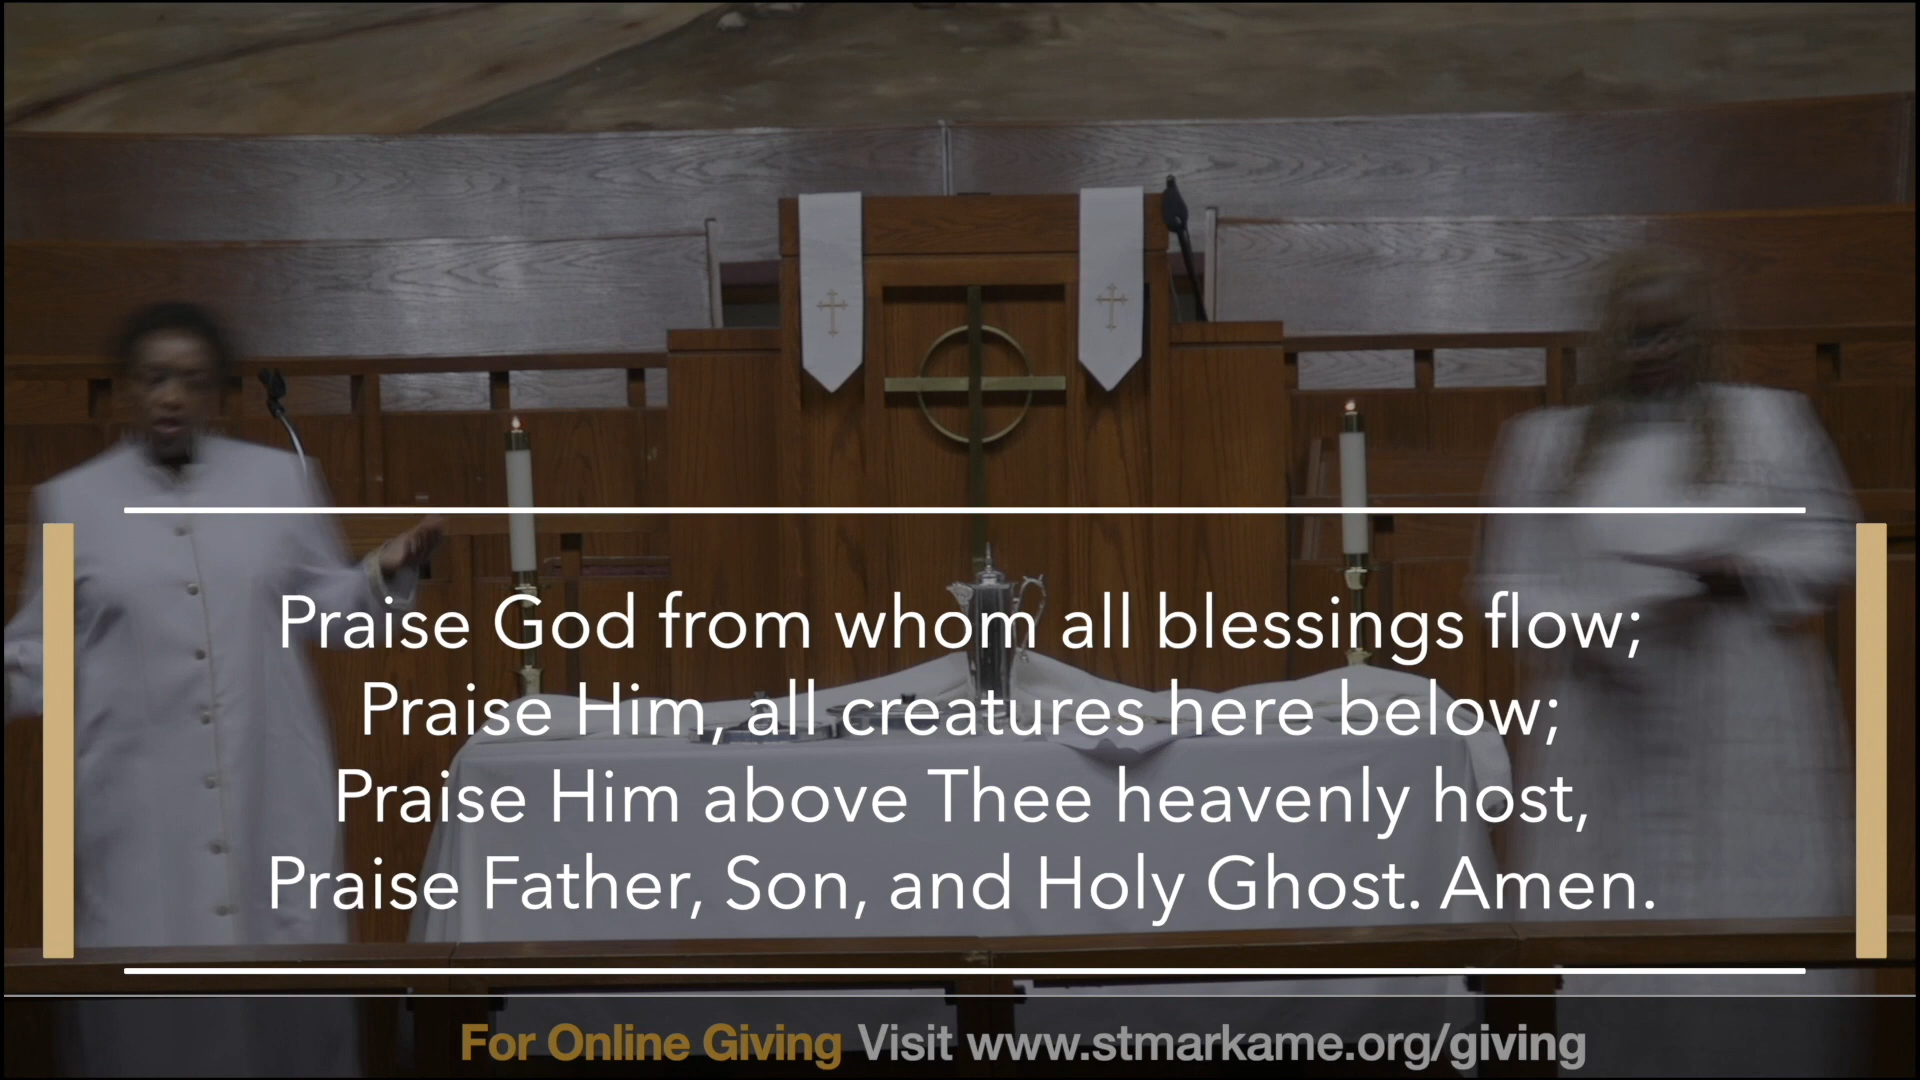 Praise God from whom all blessings flow;
Praise Him, all creatures here below;
Praise Him above Thee heavenly host,
Praise Father, Son, and Holy Ghost. Amen.
For Online Giving Visit www.stmarkame.org/giving